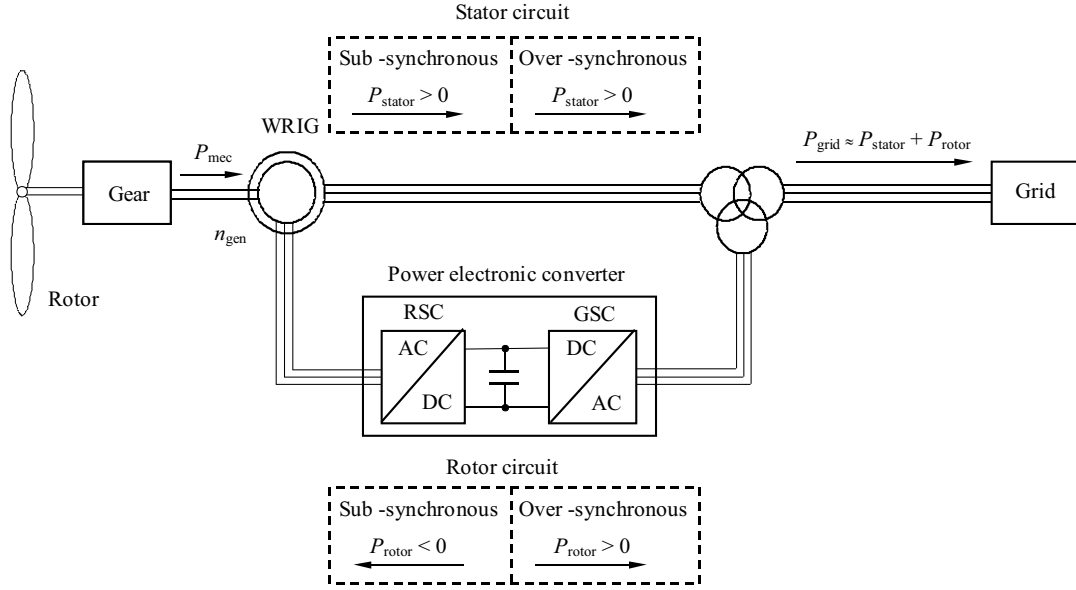 Stator circuit
Sub -synchronous
Over -synchronous
P_stator > 0
P_stator > 0
WRIG
P_mec
P_grid ≈ P_stator + P_rotor
Gear
Grid
n_gen
Rotor
Power electronic converter
RSC
GSC
AC
DC
DC
AC
Rotor circuit
Sub -synchronous
Over -synchronous
P_rotor < 0
P_rotor > 0